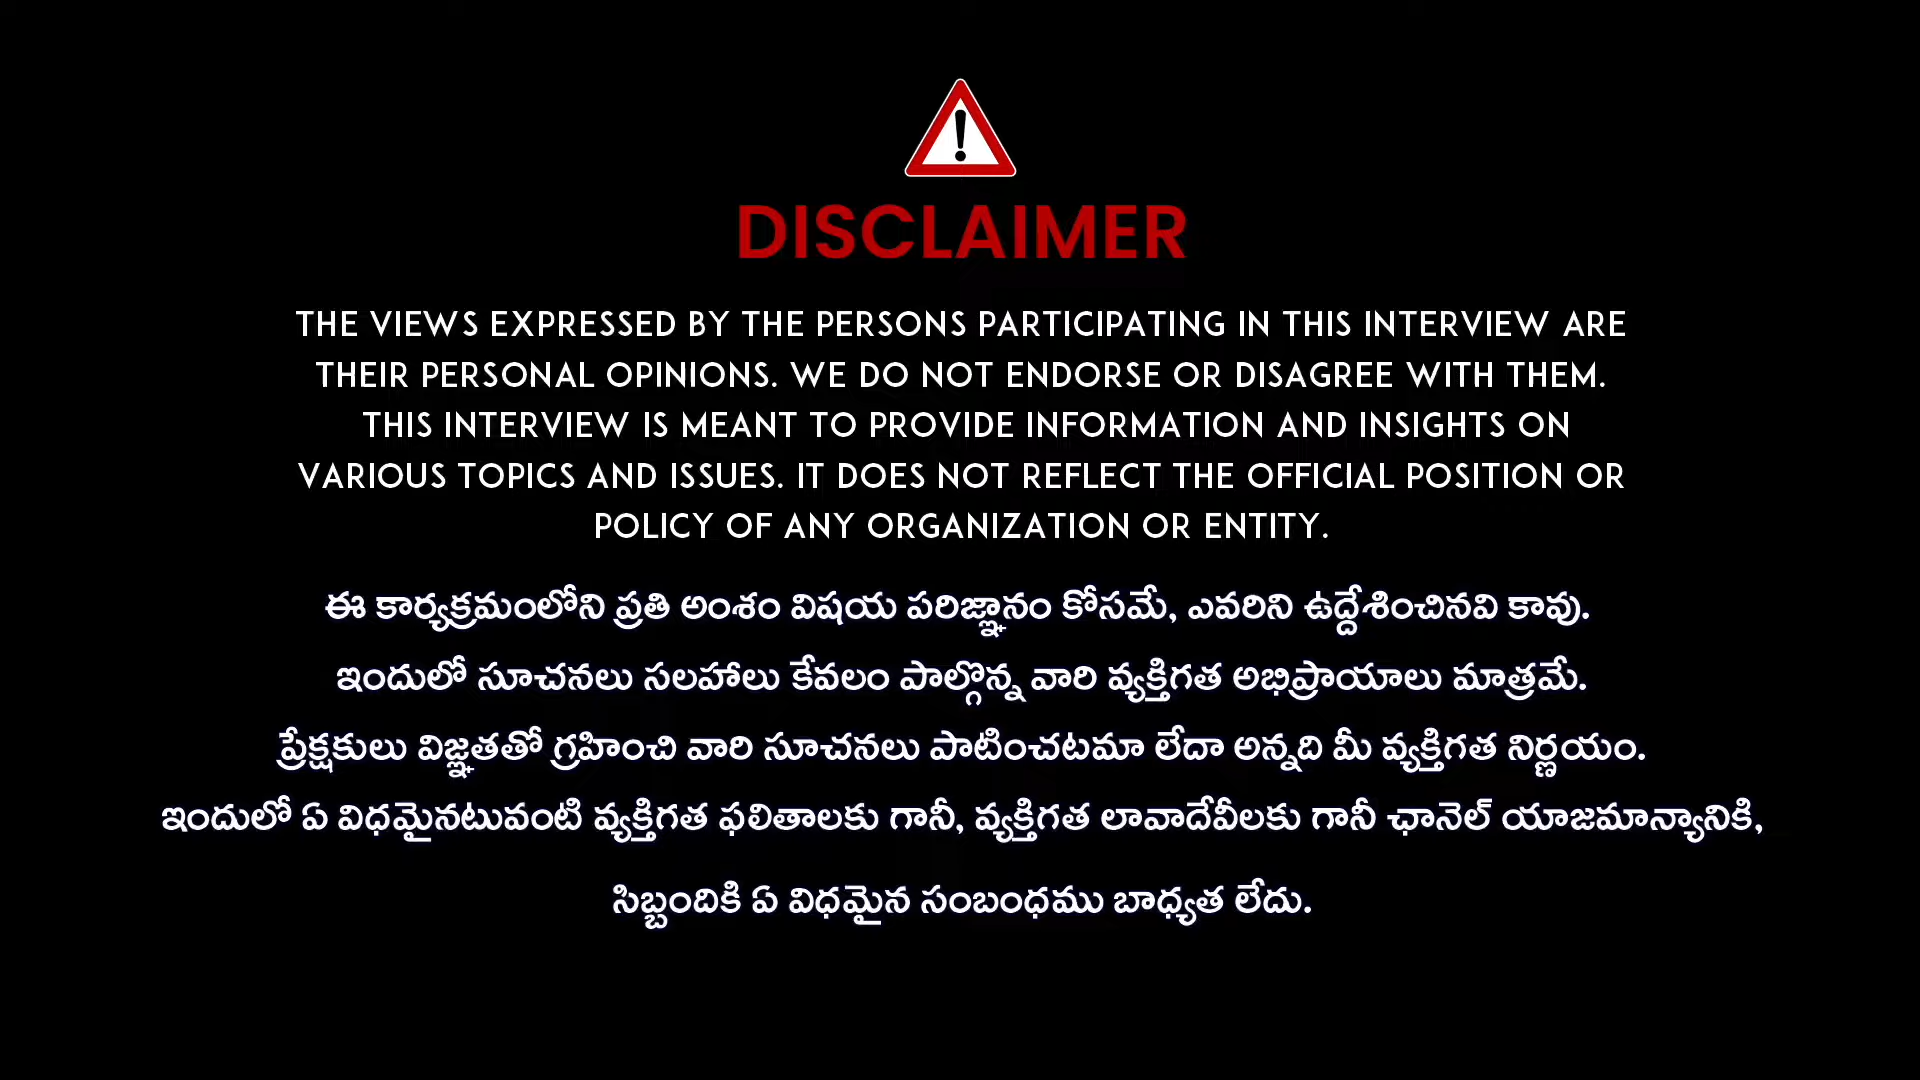 DISCLAIMER
THE VIEWS EXPRESSED BY THE PERSONS PARTICIPATING IN THIS INTERVIEW ARE
THEIR PERSONAL OPINIONS. WE DO NOT ENDORSE OR DISAGREE WITH THEM.
THIS INTERVIEW IS MEANT TO PROVIDE INFORMATION AND INSIGHTS ON
VARIOUS TOPICS AND ISSUES. IT DOES NOT REFLECT THE OFFICIAL POSITION OR
POLICY OF ANY ORGANIZATION OR ENTITY.
ఈ కార్యక్రమంలోని ప్రతి అంశం విషయ పరిజ్ఞానం కోసమే, ఎవరిని ఉద్దేశించినవి కావు.
ఇందులో సూచనలు సలహాలు కేవలం పాల్గొన్న వారి వ్యక్తిగత అభిప్రాయాలు మాత్రమే.
ప్రేక్షకులు విజ్ఞతతో గ్రహించి వారి సూచనలు పాటించటమా లేదా అన్నది మీ వ్యక్తిగత నిర్ణయం.
ఇందులో ఏ విధమైనటువంటి వ్యక్తిగత ఫలితాలకు గానీ, వ్యక్తిగత లావాదేవీలకు గానీ ఛానెల్ యాజమాన్యానికి,
సిబ్బందికి ఏ విధమైన సంబంధము బాధ్యత లేదు.